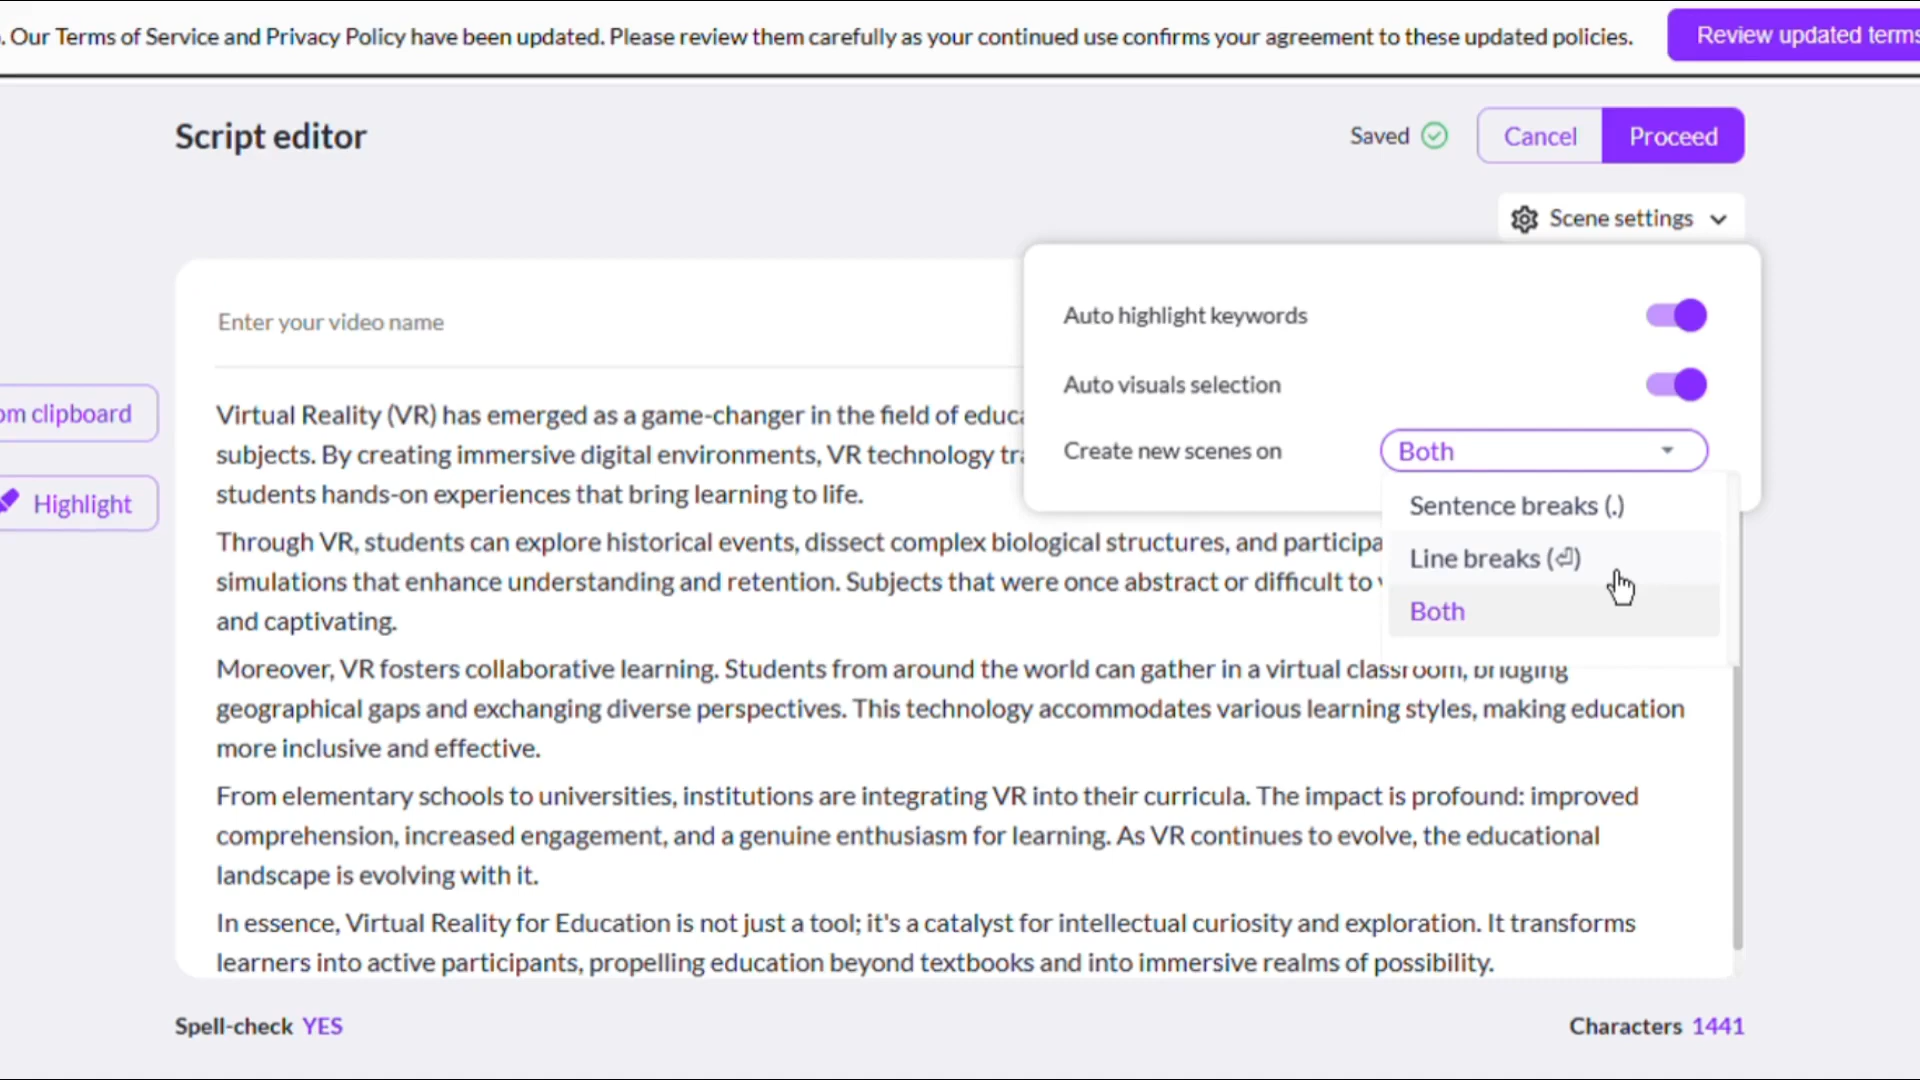 . Our Terms of Service and Privacy Policy have been updated. Please review them carefully as your continued use confirms your agreement to these updated policies.
Review updated terms
Script editor
Saved
Cancel
Proceed
Scene settings
Enter your video name
Auto highlight keywords
Auto visuals selection
Create new scenes on
Both
Sentence breaks (.)
Line breaks (⏎)
Both
om clipboard
Highlight
Virtual Reality (VR) has emerged as a game-changer in the field of educa
subjects. By creating immersive digital environments, VR technology tra
students hands-on experiences that bring learning to life.
Through VR, students can explore historical events, dissect complex biological structures, and participa
simulations that enhance understanding and retention. Subjects that were once abstract or difficult to
and captivating.
Moreover, VR fosters collaborative learning. Students from around the world can gather in a virtual classroom, bridging
geographical gaps and exchanging diverse perspectives. This technology accommodates various learning styles, making education
more inclusive and effective.
From elementary schools to universities, institutions are integrating VR into their curricula. The impact is profound: improved
comprehension, increased engagement, and a genuine enthusiasm for learning. As VR continues to evolve, the educational
landscape is evolving with it.
In essence, Virtual Reality for Education is not just a tool; it's a catalyst for intellectual curiosity and exploration. It transforms
learners into active participants, propelling education beyond textbooks and into immersive realms of possibility.
Spell-check YES
Characters 1441